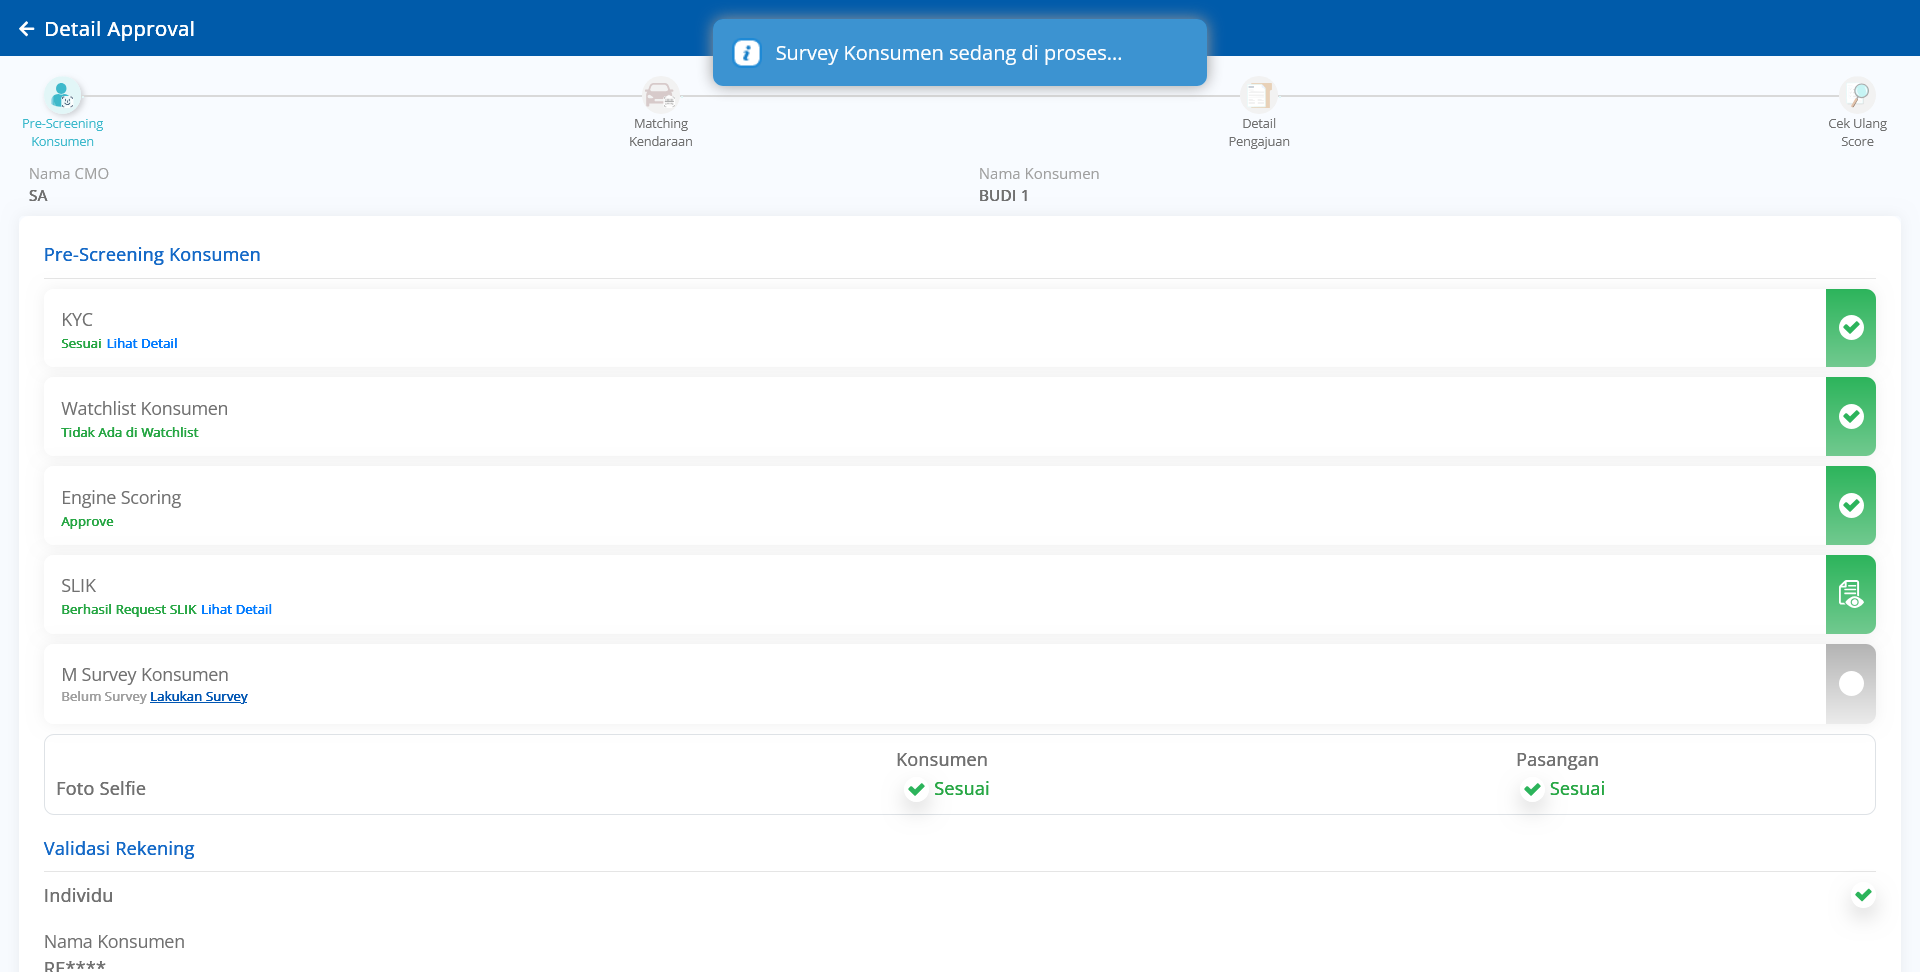 Detail Approval
Survey Konsumen sedang di proses...
Pre-Screening
Konsumen
Matching
Kendaraan
Detail
Pengajuan
Cek Ulang
Score
Nama CMO
SA
Nama Konsumen
BUDI 1
Pre-Screening Konsumen
KYC
Sesuai Lihat Detail
Watchlist Konsumen
Tidak Ada di Watchlist
Engine Scoring
Approve
SLIK
Berhasil Request SLIK Lihat Detail
M Survey Konsumen
Belum Survey Lakukan Survey
Konsumen
Pasangan
Foto Selfie
Sesuai
Sesuai
Validasi Rekening
Individu
Nama Konsumen
RE****